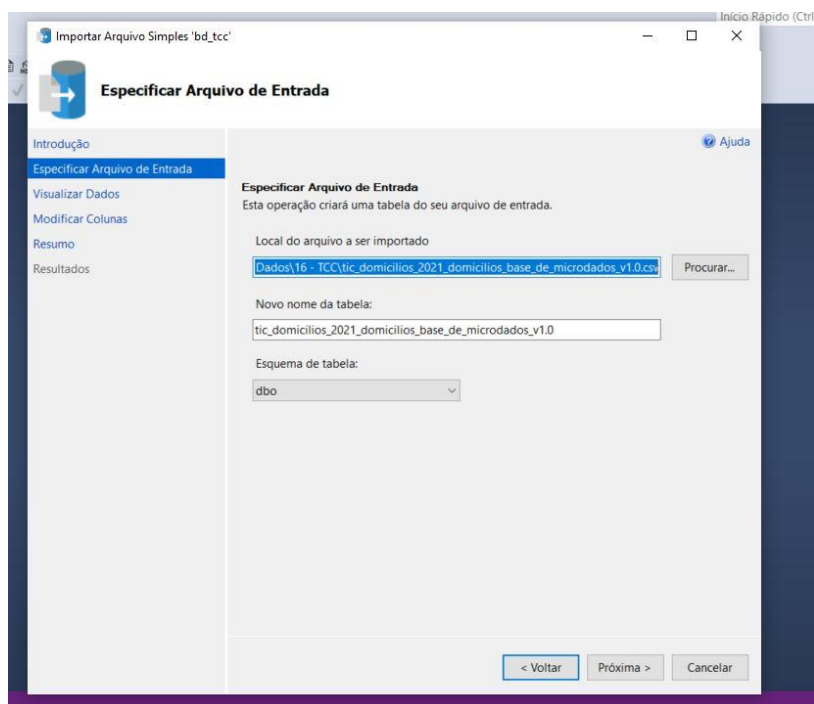 Início Rápido (Ctrl
Importar Arquivo Simples 'bd_tcc'
Especificar Arquivo de Entrada
Ajuda
Introdução
Especificar Arquivo de Entrada
Visualizar Dados
Modificar Colunas
Resumo
Resultados
Especificar Arquivo de Entrada
Esta operação criará uma tabela do seu arquivo de entrada.
Local do arquivo a ser importado
Dados\16 - TCC\tic_domicilios_2021_domicilios_base_de_microdados_v1.0.csv
Procurar...
Novo nome da tabela:
tic_domicilios_2021_domicilios_base_de_microdados_v1.0
Esquema de tabela:
dbo
< Voltar
Próxima >
Cancelar